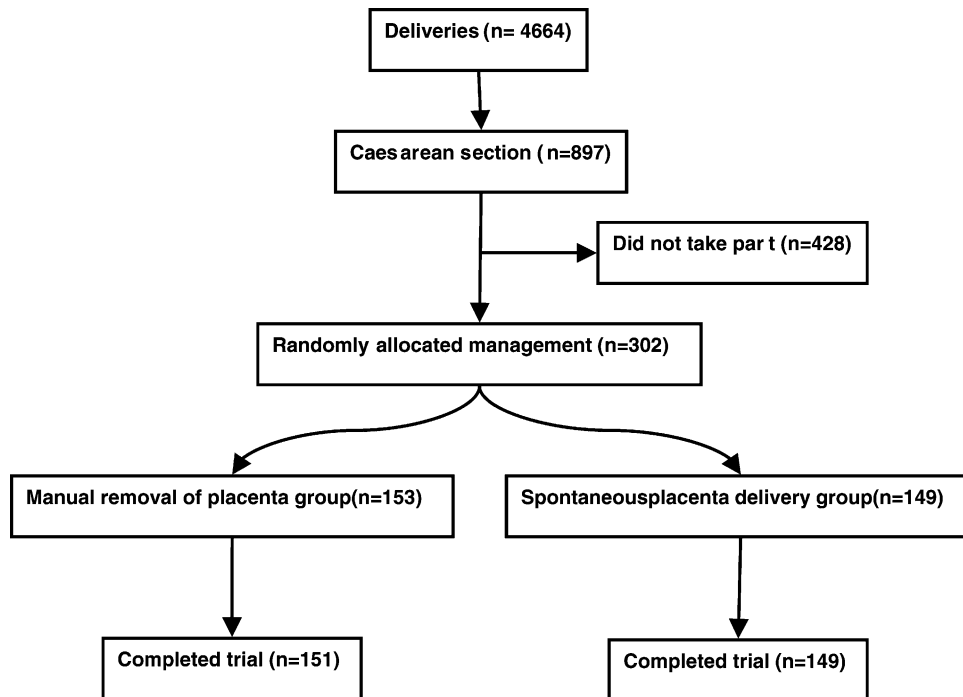 Deliveries (n= 4664)
Caesarean section (n=897)
Did not take par t (n=428)
Randomly allocated management (n=302)
Manual removal of placenta group(n=153)
Spontaneousplacenta delivery group(n=149)
Completed trial (n=151)
Completed trial (n=149)